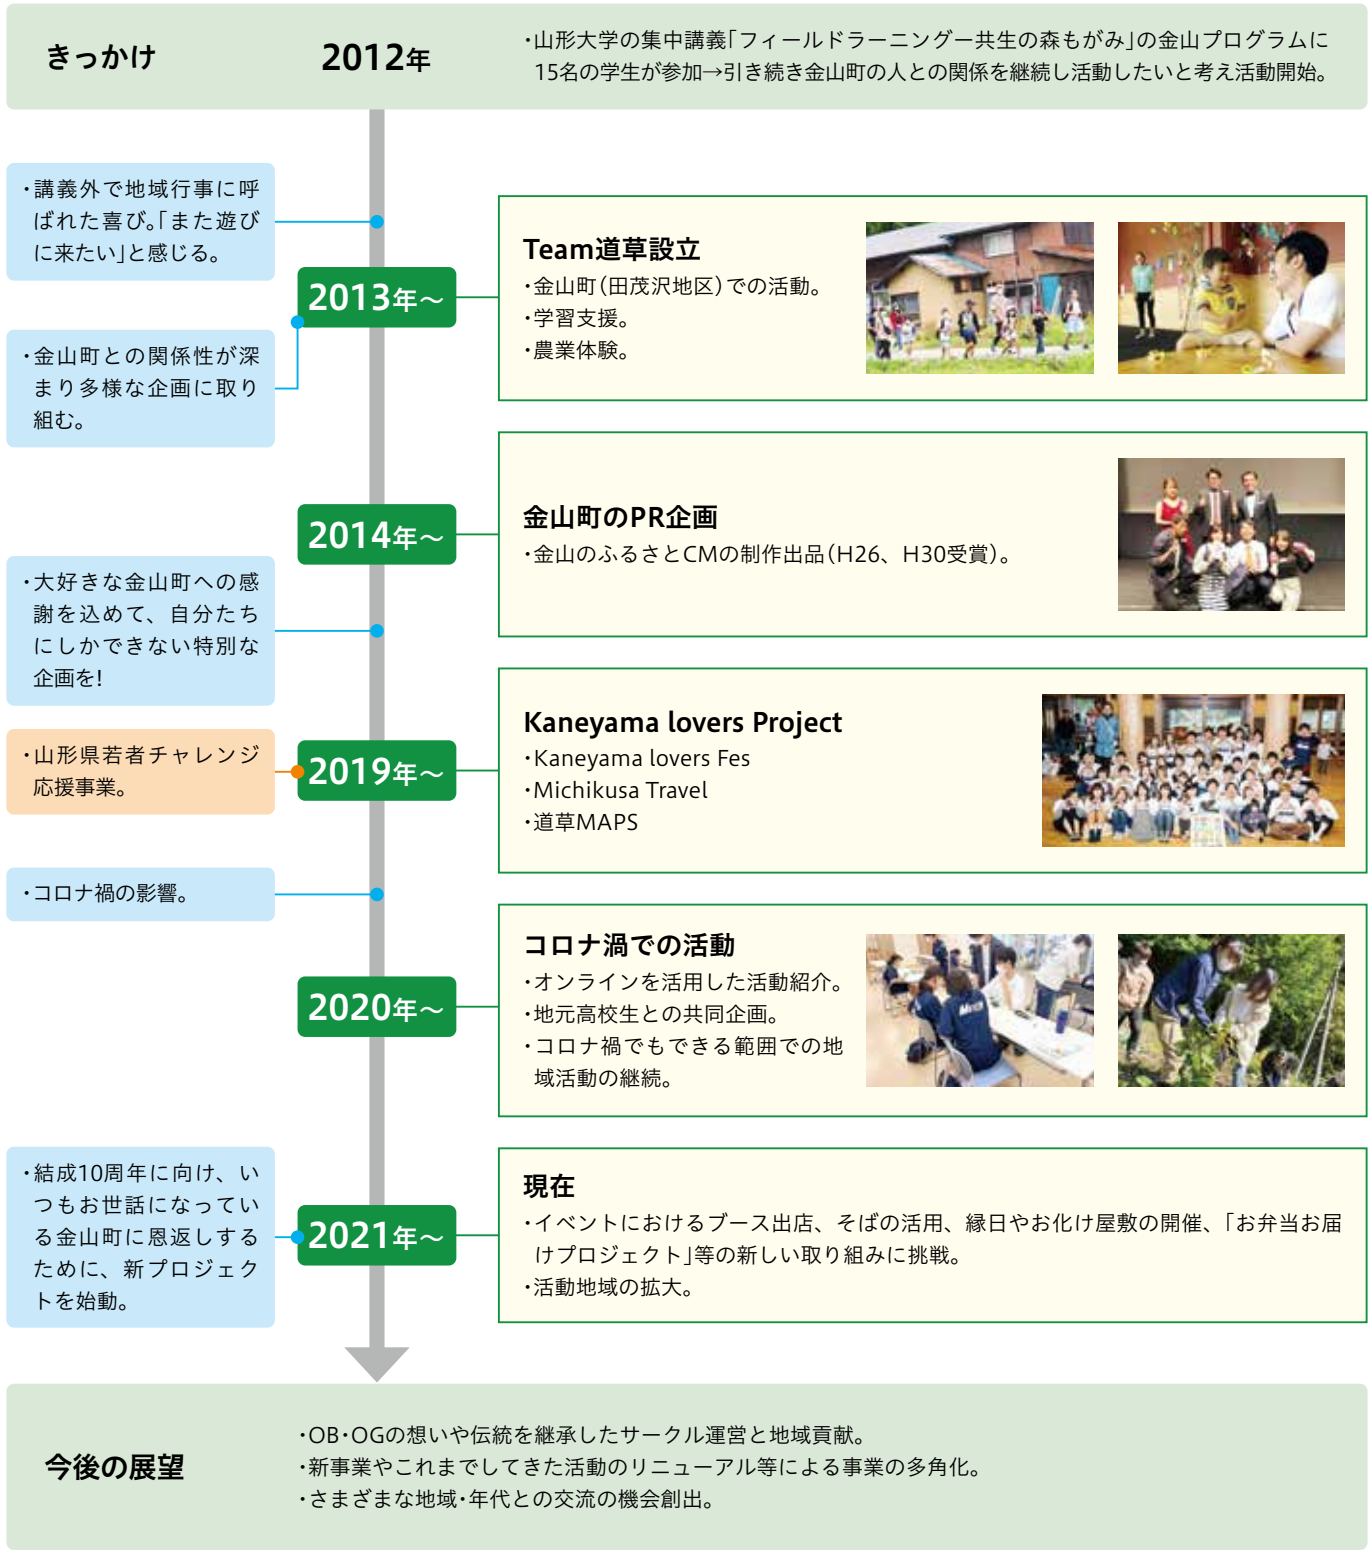 きっかけ
2012年
・山形大学の集中講義「フィールドラーニングー共生の森もがみ」の金山プログラムに
15名の学生が参加→引き続き金山町の人との関係を継続し活動したいと考え活動開始。
・講義外で地域行事に呼
ばれた喜び。「また遊び
に来たい」と感じる。
2013年～
Team道草設立
・金山町(田茂沢地区)での活動。
・学習支援。
・農業体験。
・金山町との関係性が深
まり多様な企画に取り
組む。
2014年～
金山町のPR企画
・金山のふるさとCMの制作出品(H26、H30受賞)。
・大好きな金山町への感
謝を込めて、自分たち
にしかできない特別な
企画を!
・山形県若者チャレンジ
応援事業。
2019年～
Kaneyama lovers Project
・Kaneyama lovers Fes
・Michikusa Travel
・道草MAPS
・コロナ禍の影響。
2020年～
コロナ渦での活動
・オンラインを活用した活動紹介。
・地元高校生との共同企画。
・コロナ禍でもできる範囲での地
域活動の継続。
・結成10周年に向け、い
つもお世話になってい
る金山町に恩返しする
ために、新プロジェク
トを始動。
2021年～
現在
・イベントにおけるブース出店、そばの活用、縁日やお化け屋敷の開催、「お弁当お届
けプロジェクト」等の新しい取り組みに挑戦。
・活動地域の拡大。
今後の展望
・OB・OGの想いや伝統を継承したサークル運営と地域貢献。
・新事業やこれまでしてきた活動のリニューアル等による事業の多角化。
・さまざまな地域・年代との交流の機会創出。